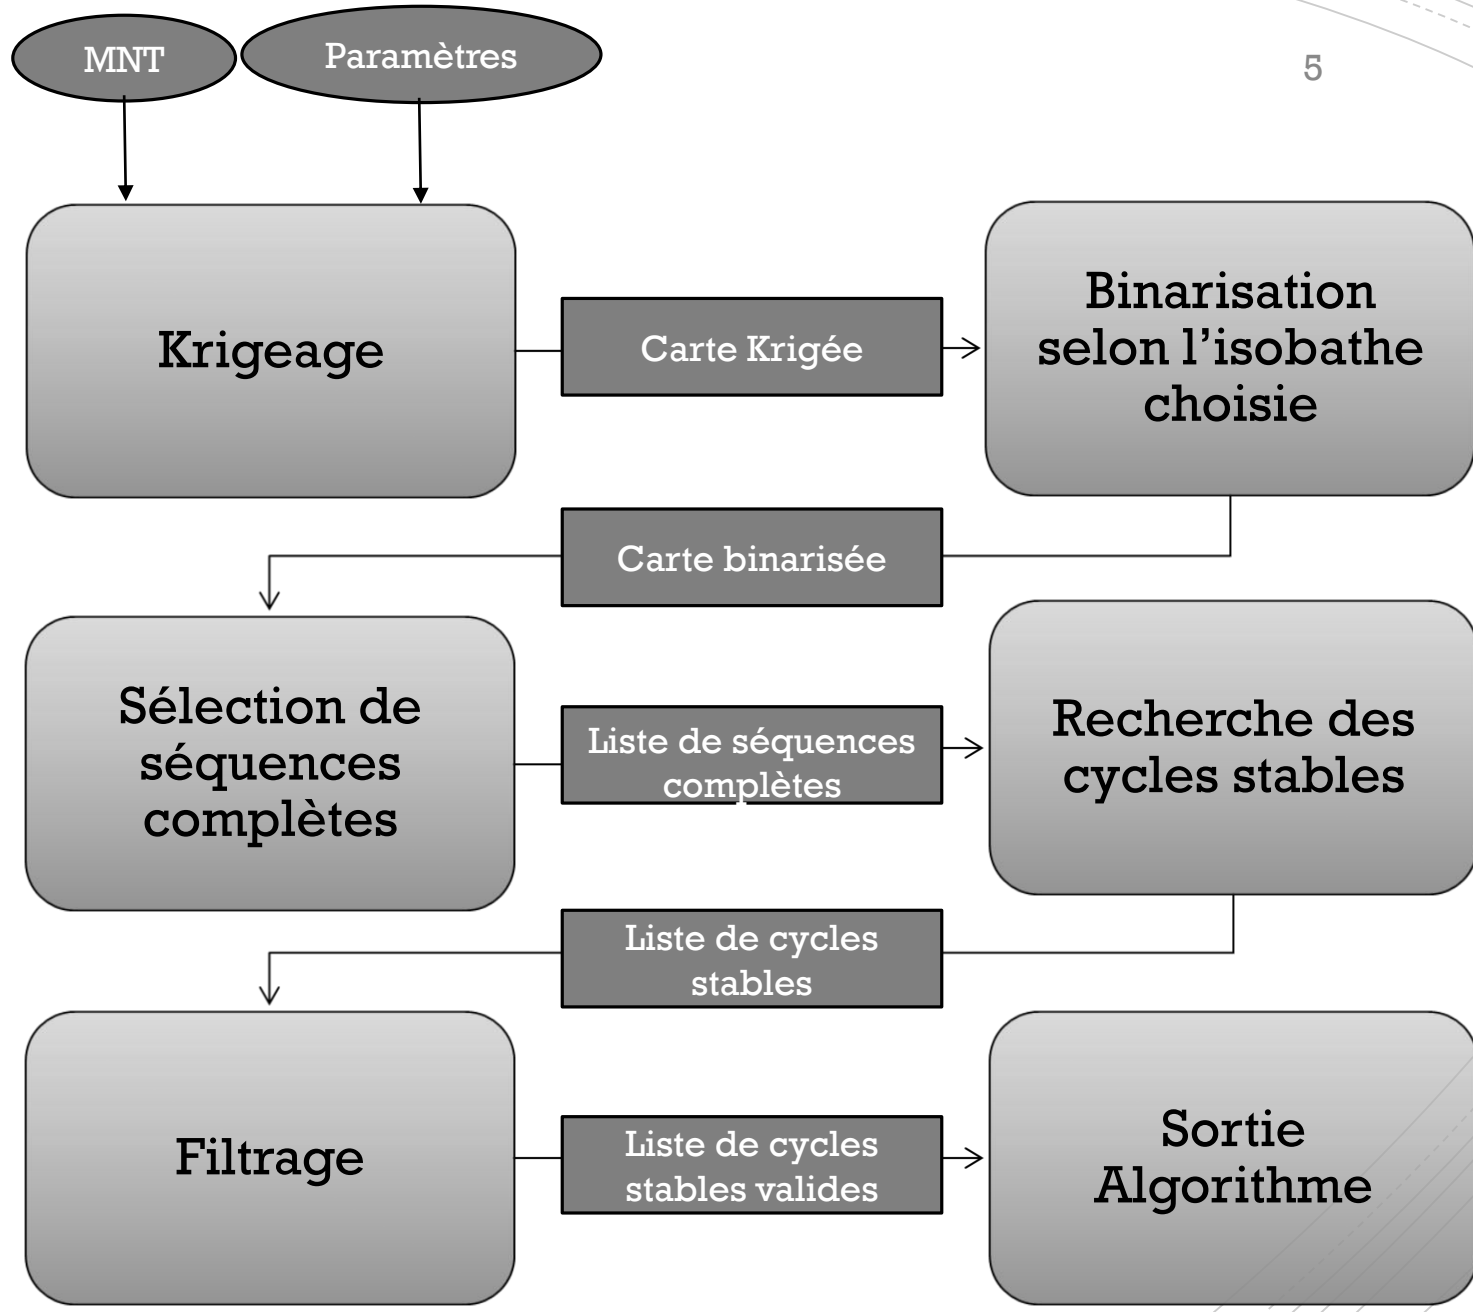 MNT
Paramètres
5
Krigeage
Carte Krigée
Binarisation
selon l’isobathe
choisie
Carte binarisée
Sélection de
séquences
complètes
Liste de séquences
complètes
Recherche des
cycles stables
Liste de cycles
stables
Filtrage
Liste de cycles
stables valides
Sortie
Algorithme